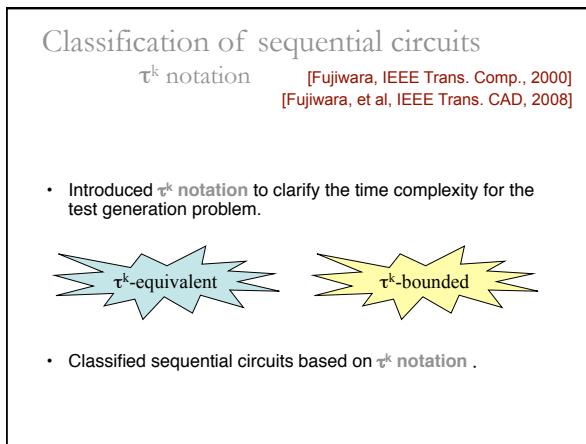 Classification of sequential circuits
τᵏ notation [Fujiwara, IEEE Trans. Comp., 2000]
[Fujiwara, et al, IEEE Trans. CAD, 2008]
• Introduced τᵏ notation to clarify the time complexity for the
test generation problem.
τᵏ-equivalent τᵏ-bounded
• Classified sequential circuits based on τᵏ notation .